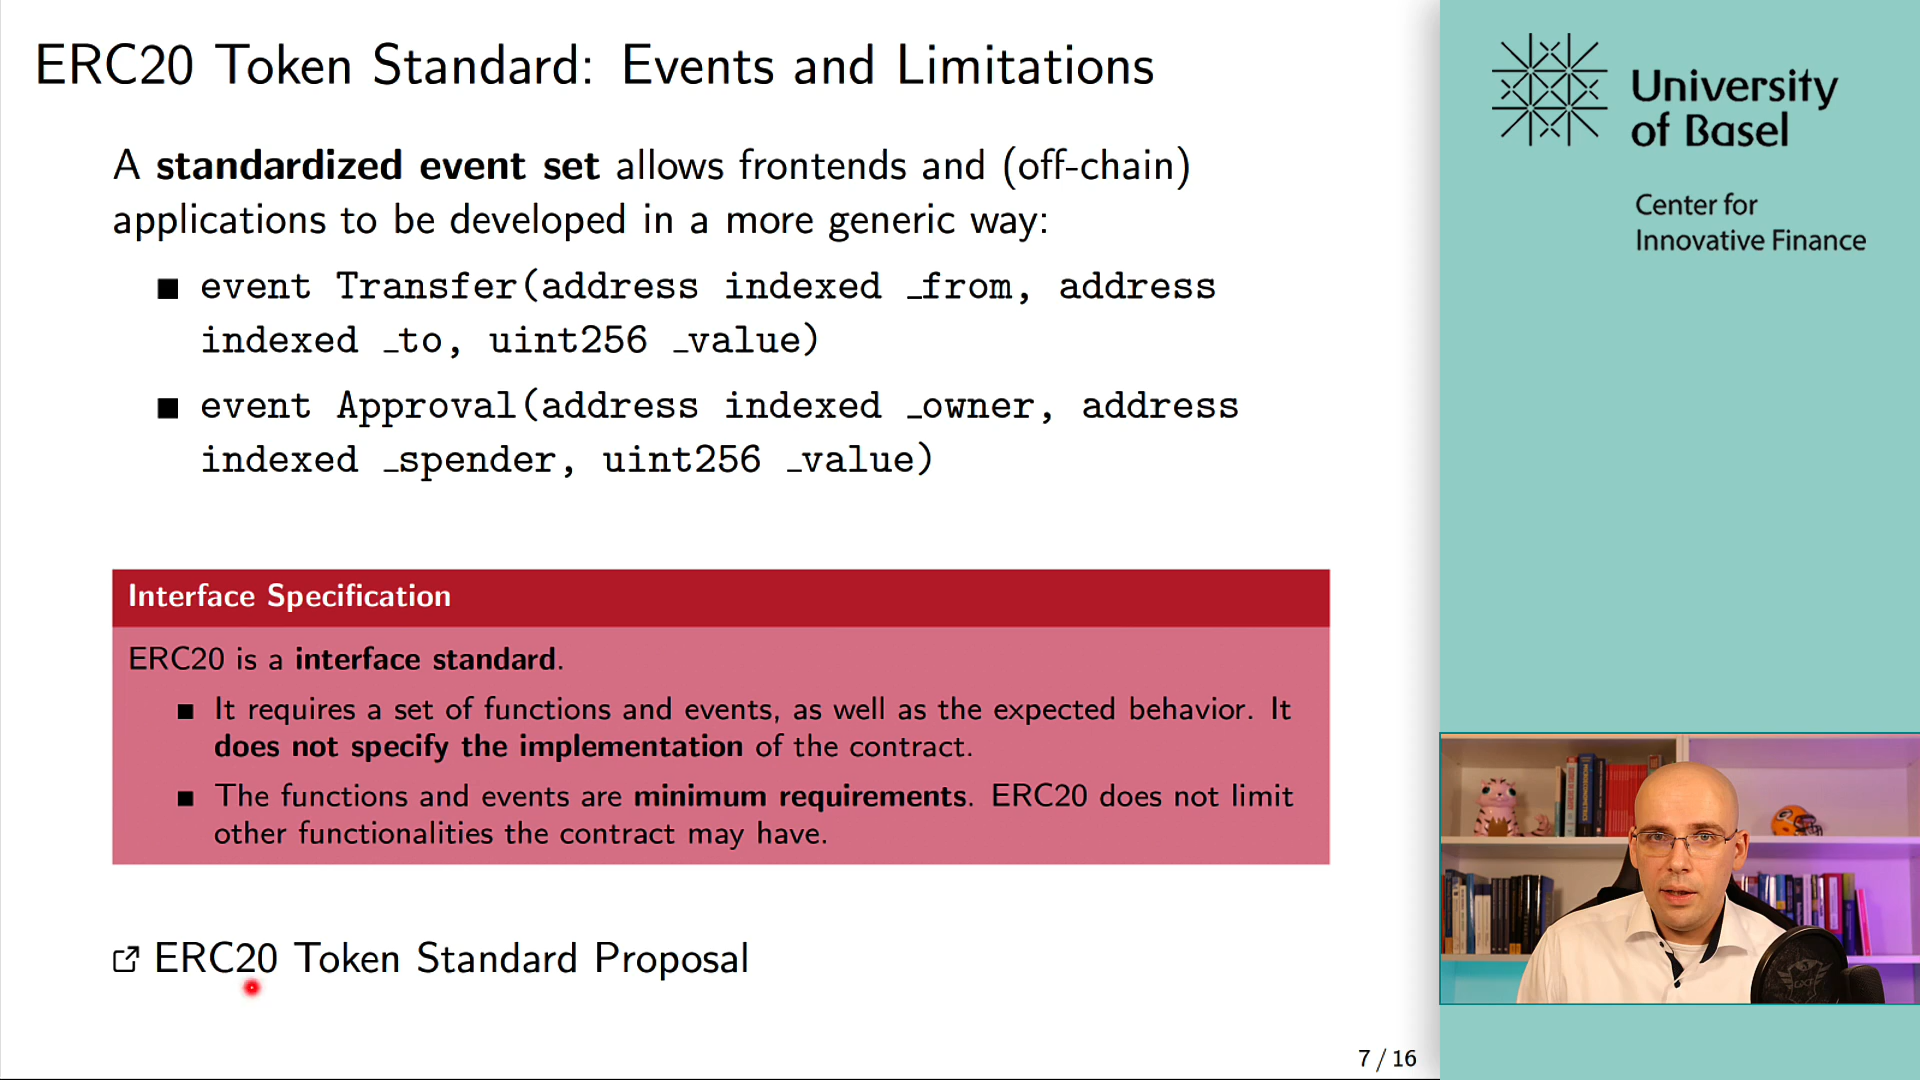 ERC20 Token Standard: Events and Limitations
A standardized event set allows frontends and (off-chain)
applications to be developed in a more generic way:
■ event Transfer(address indexed _from, address
indexed _to, uint256 _value)
■ event Approval(address indexed _owner, address
indexed _spender, uint256 _value)
Interface Specification
ERC20 is a interface standard.
■ It requires a set of functions and events, as well as the expected behavior. It
does not specify the implementation of the contract.
■ The functions and events are minimum requirements. ERC20 does not limit
other functionalities the contract may have.
ERC20 Token Standard Proposal
7 / 16
University
of Basel
Center for
Innovative Finance